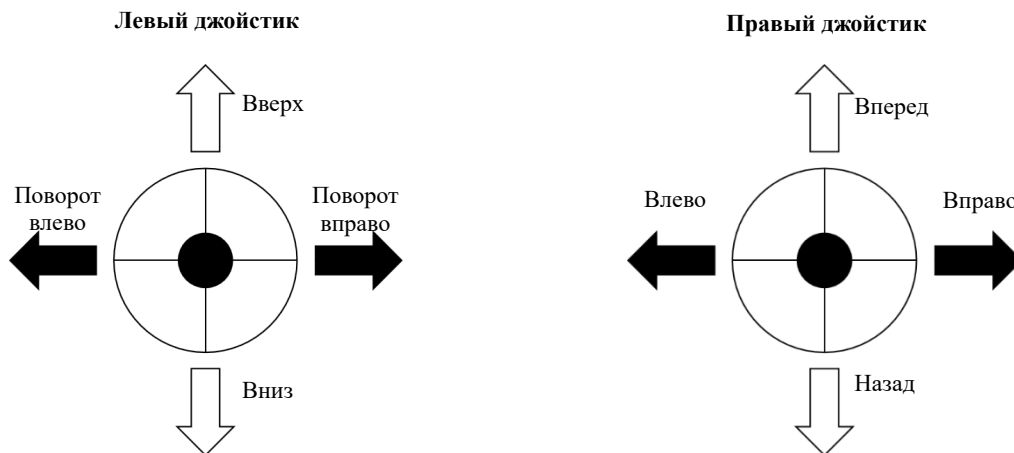 Левый джойстик
Вверх
Поворот
влево
Поворот
вправо
Вниз
Правый джойстик
Вперед
Влево
Вправо
Назад